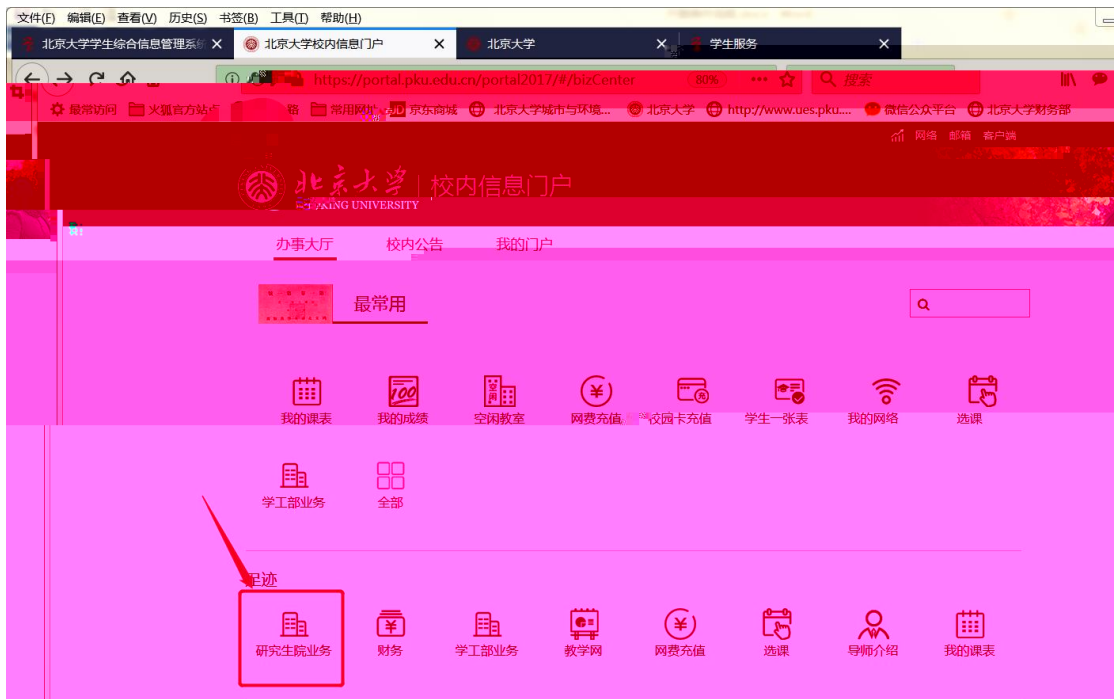 文件(F) 编辑(E) 查看(V) 历史(S) 书签(B) 工具(T) 帮助(H)
北京大学学生综合信息管理系统 北京大学校内信息门户 北京大学 学生服务
https://portal.pku.edu.cn/portal2017/#/bizCenter 80% 搜索
最常访问 火狐官方站点 常用网址 JD 京东商城 北京大学城市与环境... 北京大学 http://www.ues.pku.... 微信公众平台 北京大学财务部
网络 邮箱 客户端
北京大学 校内信息门户
PEKING UNIVERSITY
办事大厅 校内公告 我的门户
最常用
100 空闲 充
我的课表 我的成绩 空闲教室 网费充值 校园卡充值 学生一张表 我的网络 选课
学工部业务 全部
足迹
研究生院业务 财务 学工部业务 教学网 网费充值 选课 导师介绍 我的课表